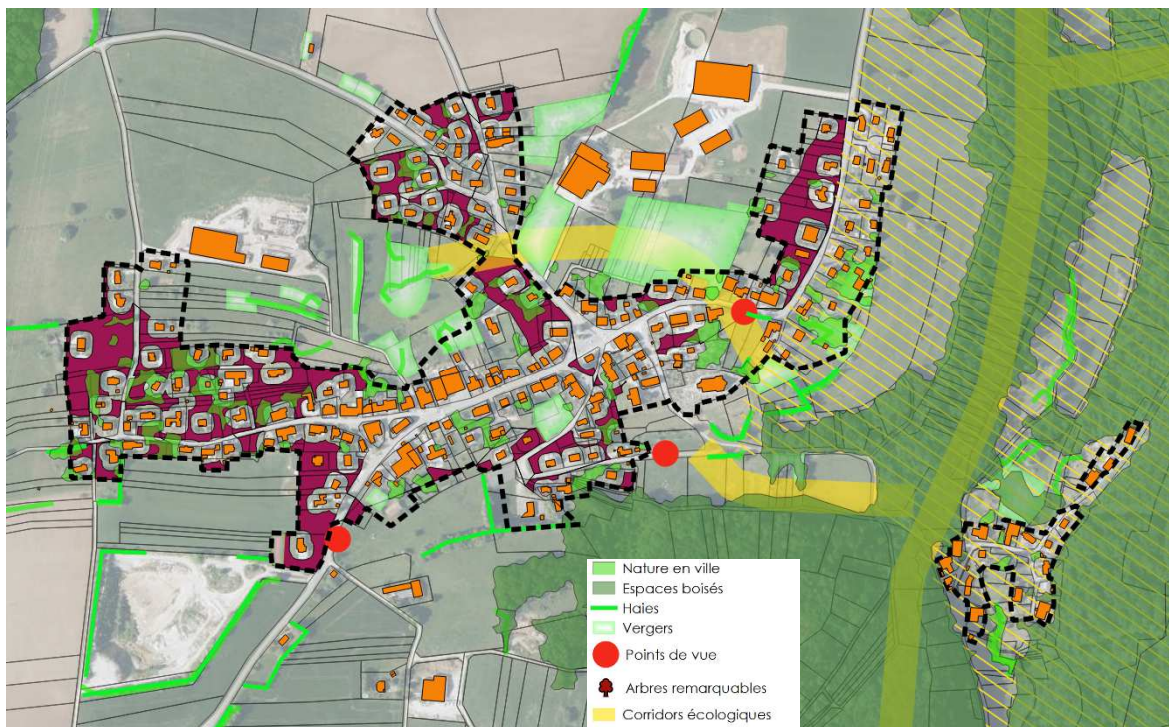 Nature en ville
Espaces boisés
Haies
Vergers
Points de vue
Arbres remarquables
Corridors écologiques